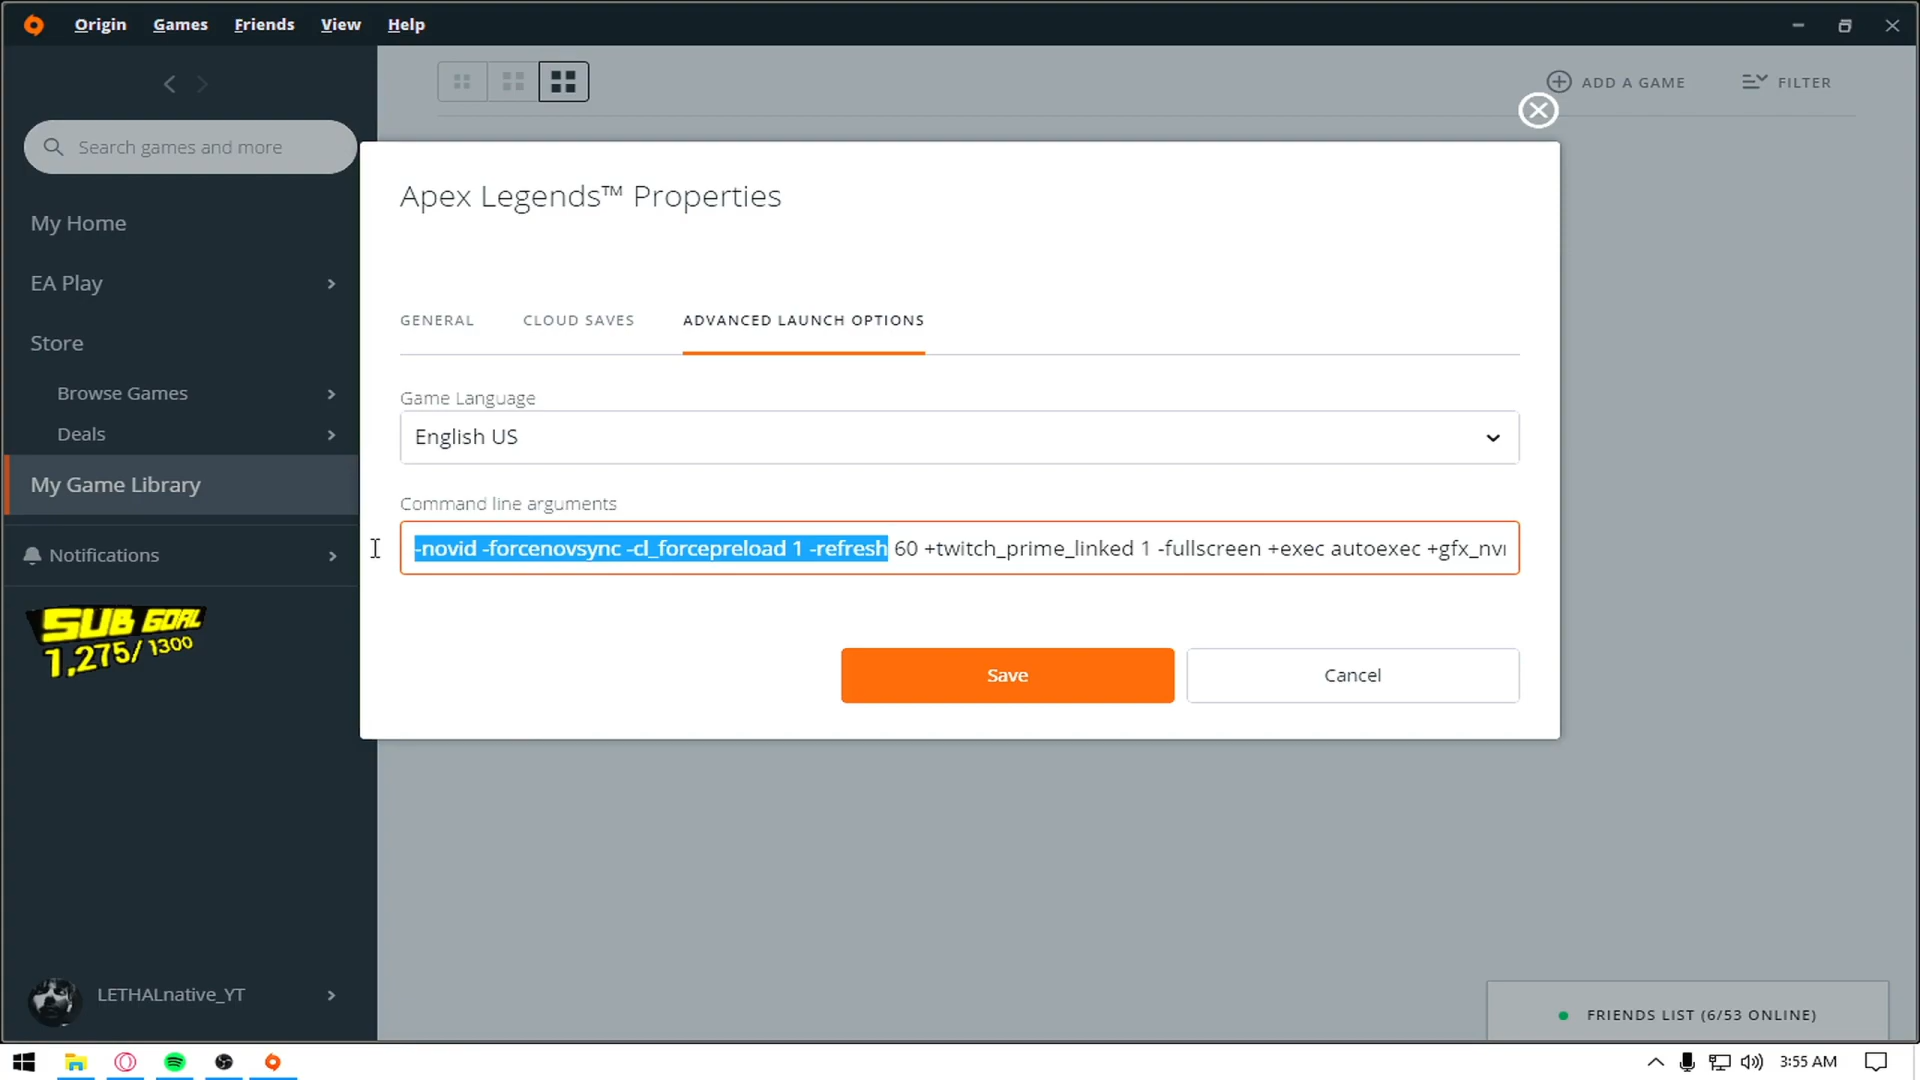 Origin Games Friends View Help
ADD A GAME FILTER
Search games and more
My Home
EA Play
Store
Browse Games
Deals
My Game Library
Notifications
SUB GOAL
1,275/1300
LETHALnative_YT
Apex Legends™ Properties
GENERAL CLOUD SAVES ADVANCED LAUNCH OPTIONS
Game Language
English US
Command line arguments
-novid -forcenovsync -cl_forcepreload 1 -refresh 60 +twitch_prime_linked 1 -fullscreen +exec autoexec +gfx_nv
Save Cancel
FRIENDS LIST (6/53 ONLINE)
3:55 AM